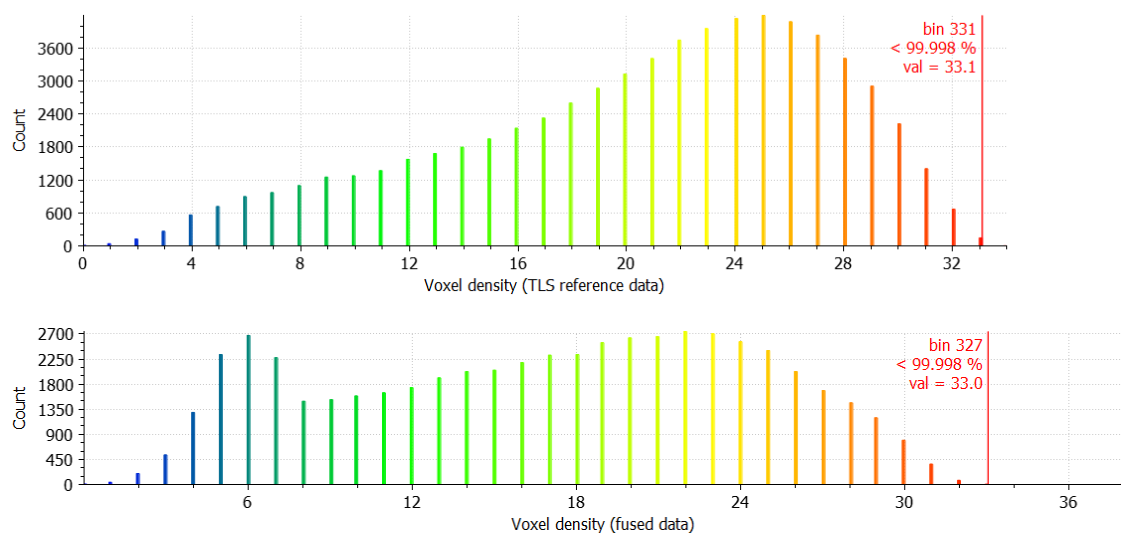 3600
3000
2400
1800
1200
600
0
Count
bin 331
< 99.998 %
val = 33.1
0 4 8 12 16 20 24 28 32
Voxel density (TLS reference data)
2700
2250
1800
1350
900
450
0
Count
bin 327
< 99.998 %
val = 33.0
6 12 18 24 30 36
Voxel density (fused data)